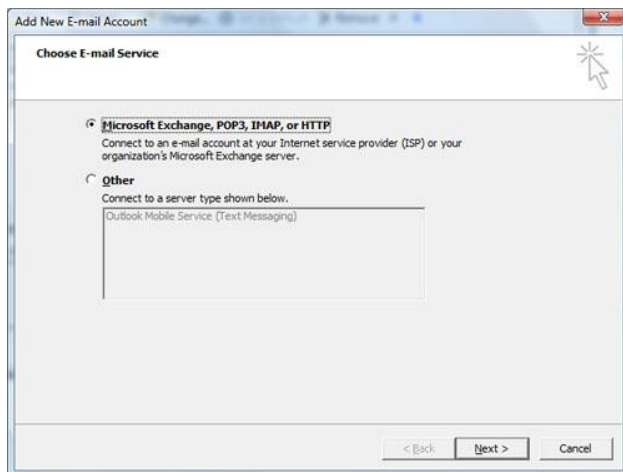 Add New E-mail Account
Choose E-mail Service
Microsoft Exchange, POP3, IMAP, or HTTP
Connect to an e-mail account at your Internet service provider (ISP) or your
organization's Microsoft Exchange server.
Other
Connect to a server type shown below.
Outlook Mobile Service (Text Messaging)
< Back Next > Cancel